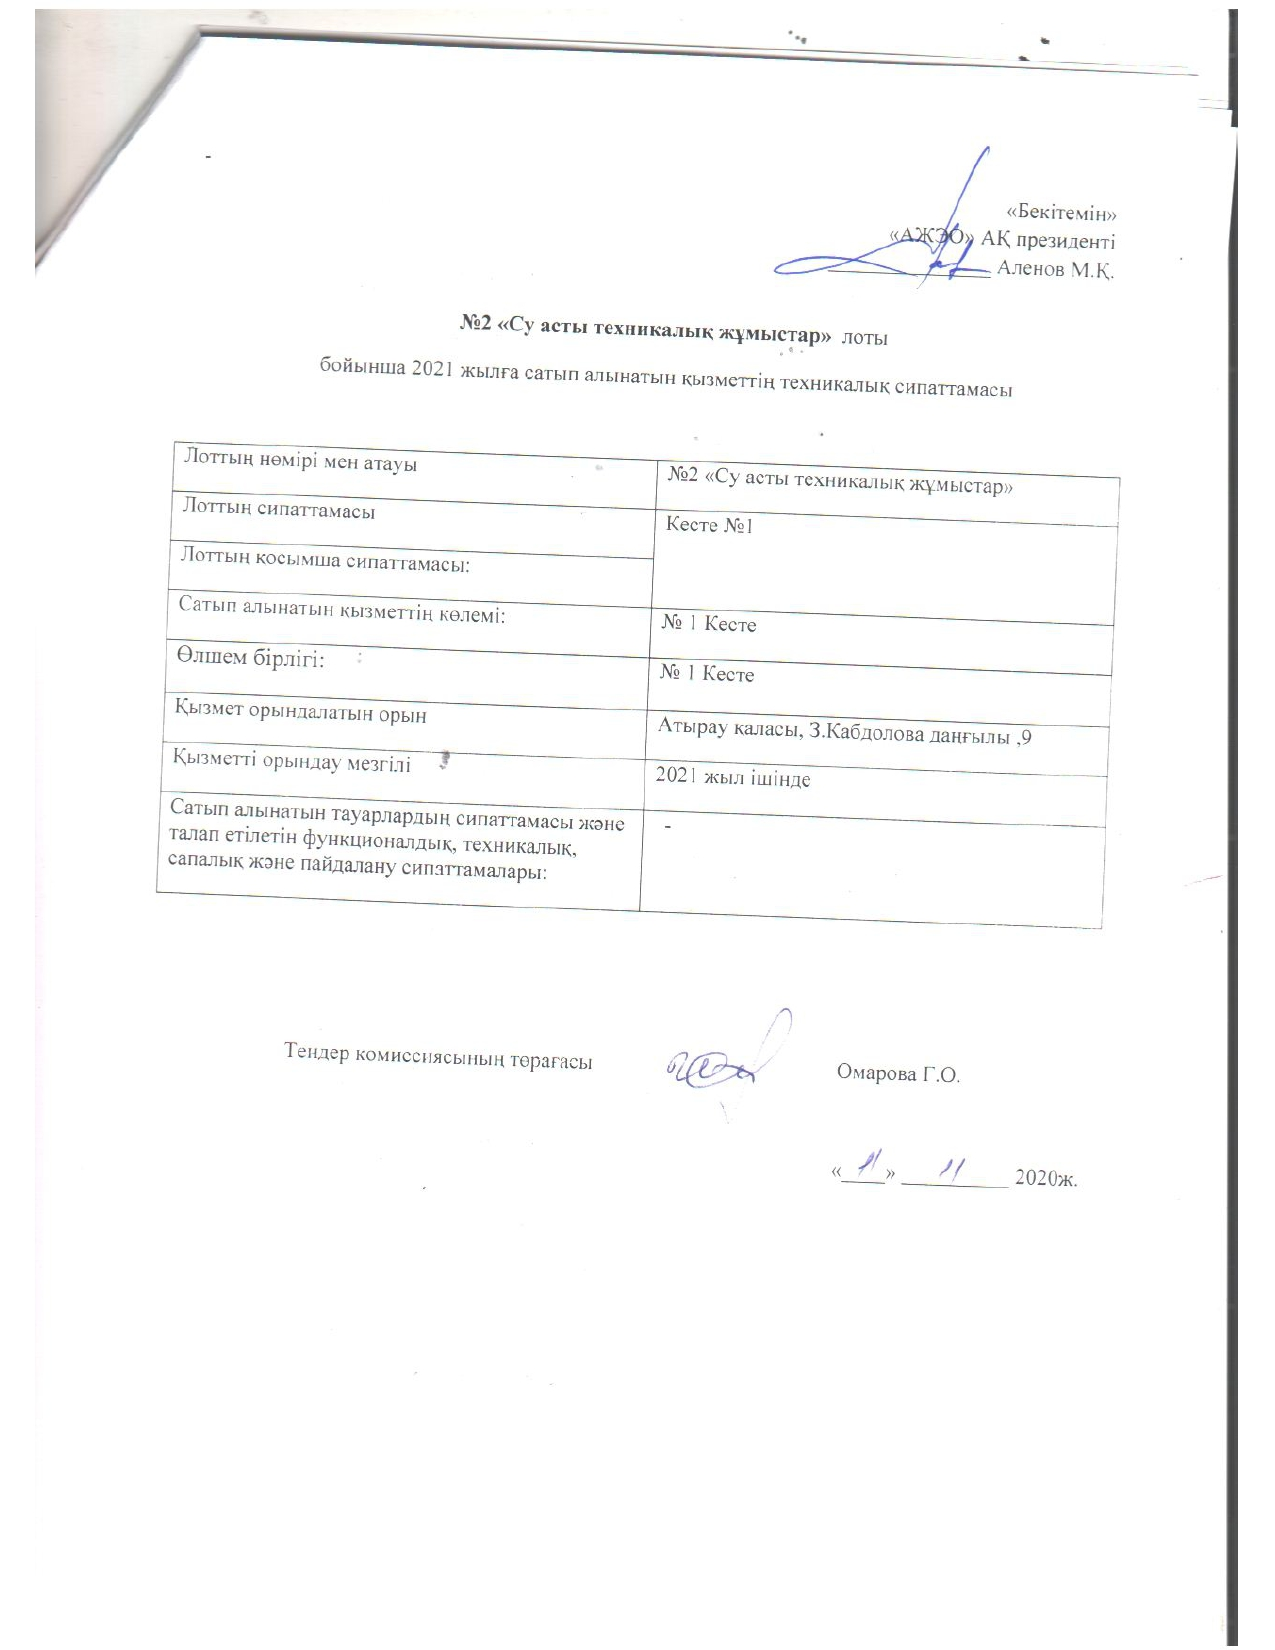 «Бекітемін»
«АЖЭО» АҚ президенті
Аленов М.Қ.
№2 «Су асты техникалық жұмыстар» лоты
бойынша 2021 жылға сатып алынатын қызметтің техникалық сипаттамасы
Лоттың нөмірі мен атауы
№2 «Су асты техникалық жұмыстар»
Лоттың сипаттамасы
Кесте №1
Лоттың қосымша сипаттамасы:
Сатып алынатын қызметтің көлемі:
№ 1 Кесте
Өлшем бірлігі:
№ 1 Кесте
Қызмет орындалатын орын
Атырау қаласы, З.Кабдолова даңғылы ,9
Қызметті орындау мезгілі
2021 жыл ішінде
Сатып алынатын тауарлардың сипаттамасы және
талап етілетін функционалдық, техникалық,
сапалық және пайдалану сипаттамалары:
-
Тендер комиссиясының төрағасы
Омарова Г.О.
«11» 11 2020ж.